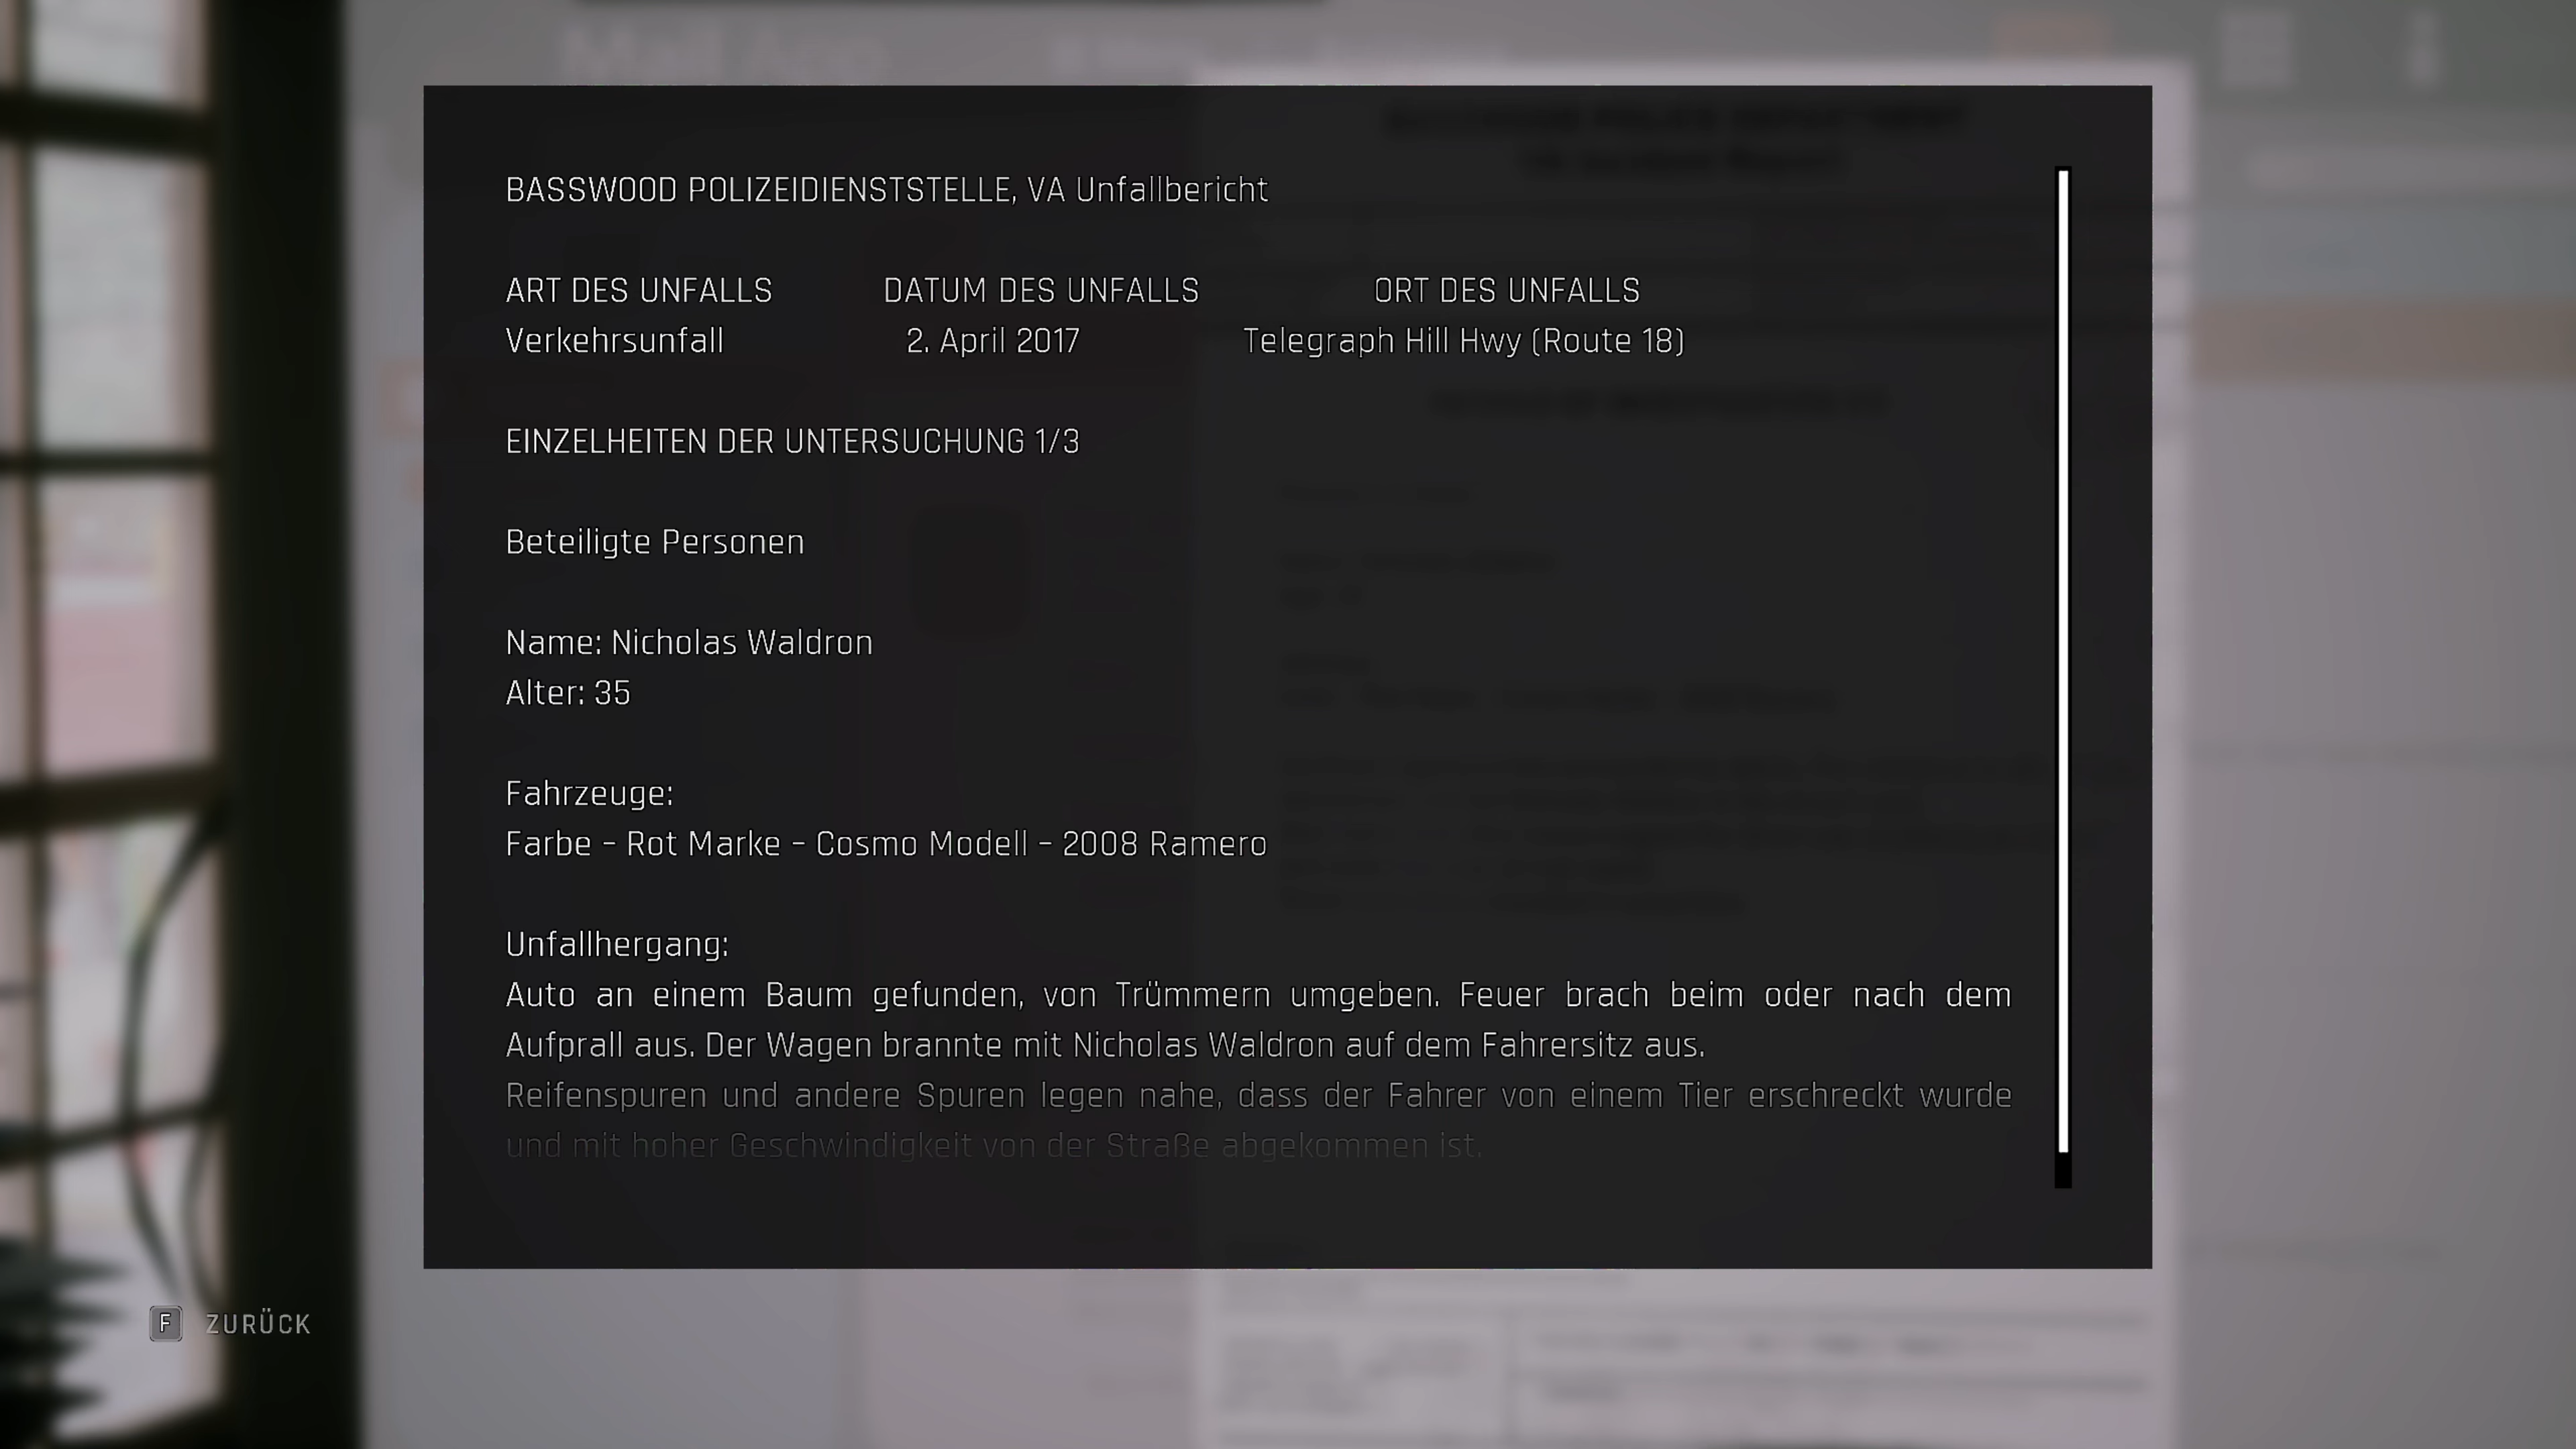 BASSWOOD POLIZEIDIENSTSTELLE, VA Unfallbericht
ART DES UNFALLS DATUM DES UNFALLS ORT DES UNFALLS
Verkehrsunfall 2. April 2017 Telegraph Hill Hwy (Route 18)
EINZELHEITEN DER UNTERSUCHUNG 1/3
Beteiligte Personen
Name: Nicholas Waldron
Alter: 35
Fahrzeuge:
Farbe – Rot Marke – Cosmo Modell – 2008 Ramero
Unfallhergang:
Auto an einem Baum gefunden, von Trümmern umgeben. Feuer brach beim oder nach dem
Aufprall aus. Der Wagen brannte mit Nicholas Waldron auf dem Fahrersitz aus.
Reifenspuren und andere Spuren legen nahe, dass der Fahrer von einem Tier erschreckt wurde
und mit hoher Geschwindigkeit von der Straße abgekommen ist.
F ZURÜCK